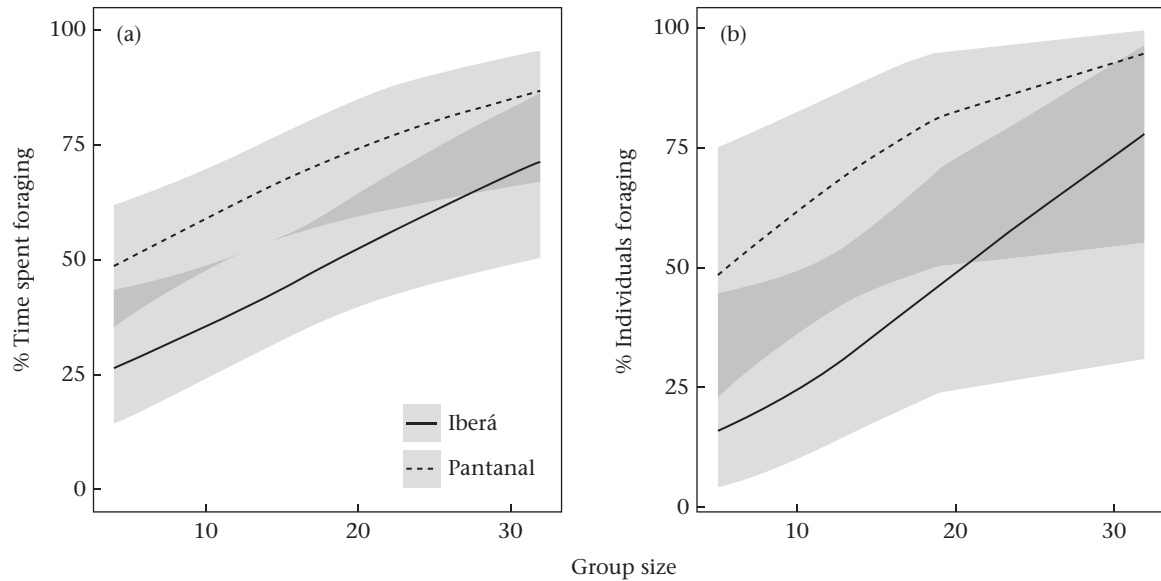 (a)
% Time spent foraging
100
75
50
25
0
10
20
30
Iberá
Pantanal
(b)
% Individuals foraging
100
75
50
25
0
10
20
30
Group size